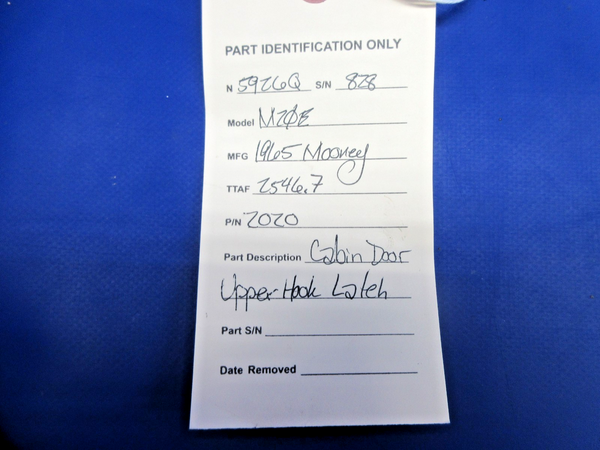 PART IDENTIFICATION ONLY
N 5926Q S/N 828
Model M20E
MFG 1965 Mooney
TTAF 2546.7
P/N 2020
Part Description Cabin Door
Upper Hook Latch
Part S/N
Date Removed